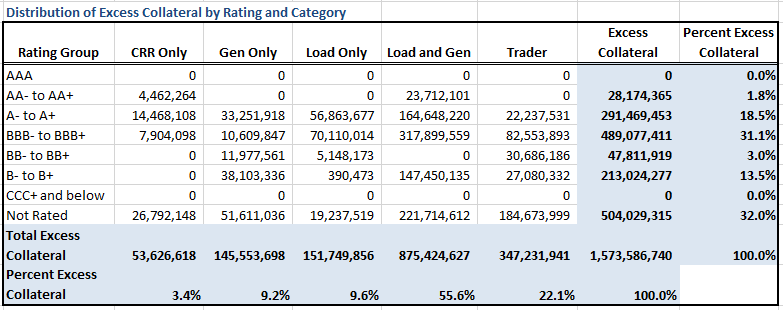 Distribution of Excess Collateral by Rating and Category
Excess Percent Excess
Rating Group CRR Only Gen Only Load Only Load and Gen Trader Collateral Collateral
AAA 0 0 0 0 0 0 0.0%
AA- to AA+ 4,462,264 0 0 23,712,101 0 28,174,365 1.8%
A- to A+ 14,468,108 33,251,918 56,863,677 164,648,220 22,237,531 291,469,453 18.5%
BBB- to BBB+ 7,904,098 10,609,847 70,110,014 317,899,559 82,553,893 489,077,411 31.1%
BB- to BB+ 0 11,977,561 5,148,173 0 30,686,186 47,811,919 3.0%
B- to B+ 0 38,103,336 390,473 147,450,135 27,080,332 213,024,277 13.5%
CCC+ and below 0 0 0 0 0 0 0.0%
Not Rated 26,792,148 51,611,036 19,237,519 221,714,612 184,673,999 504,029,315 32.0%
Total Excess
Collateral 53,626,618 145,553,698 151,749,856 875,424,627 347,231,941 1,573,586,740 100.0%
Percent Excess
Collateral 3.4% 9.2% 9.6% 55.6% 22.1% 100.0%